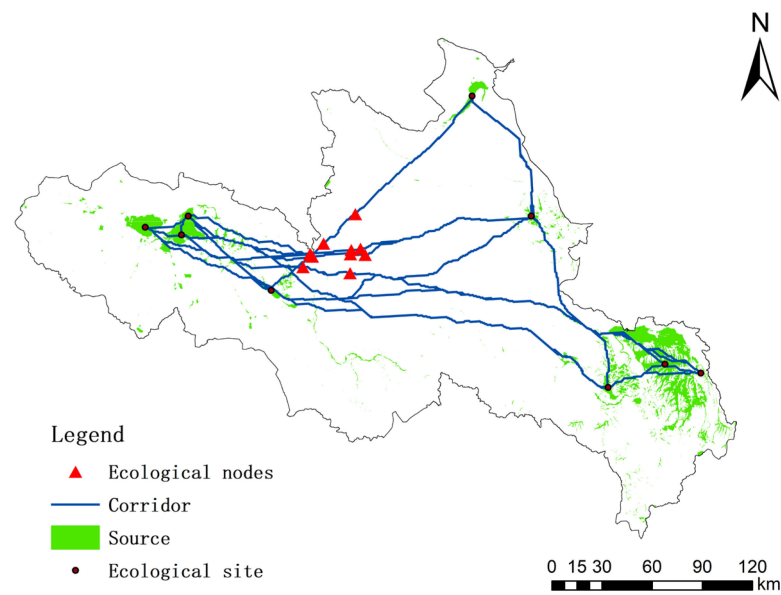 N
Legend
Ecological nodes
Corridor
Source
Ecological site
0 15 30 60 90 120
km